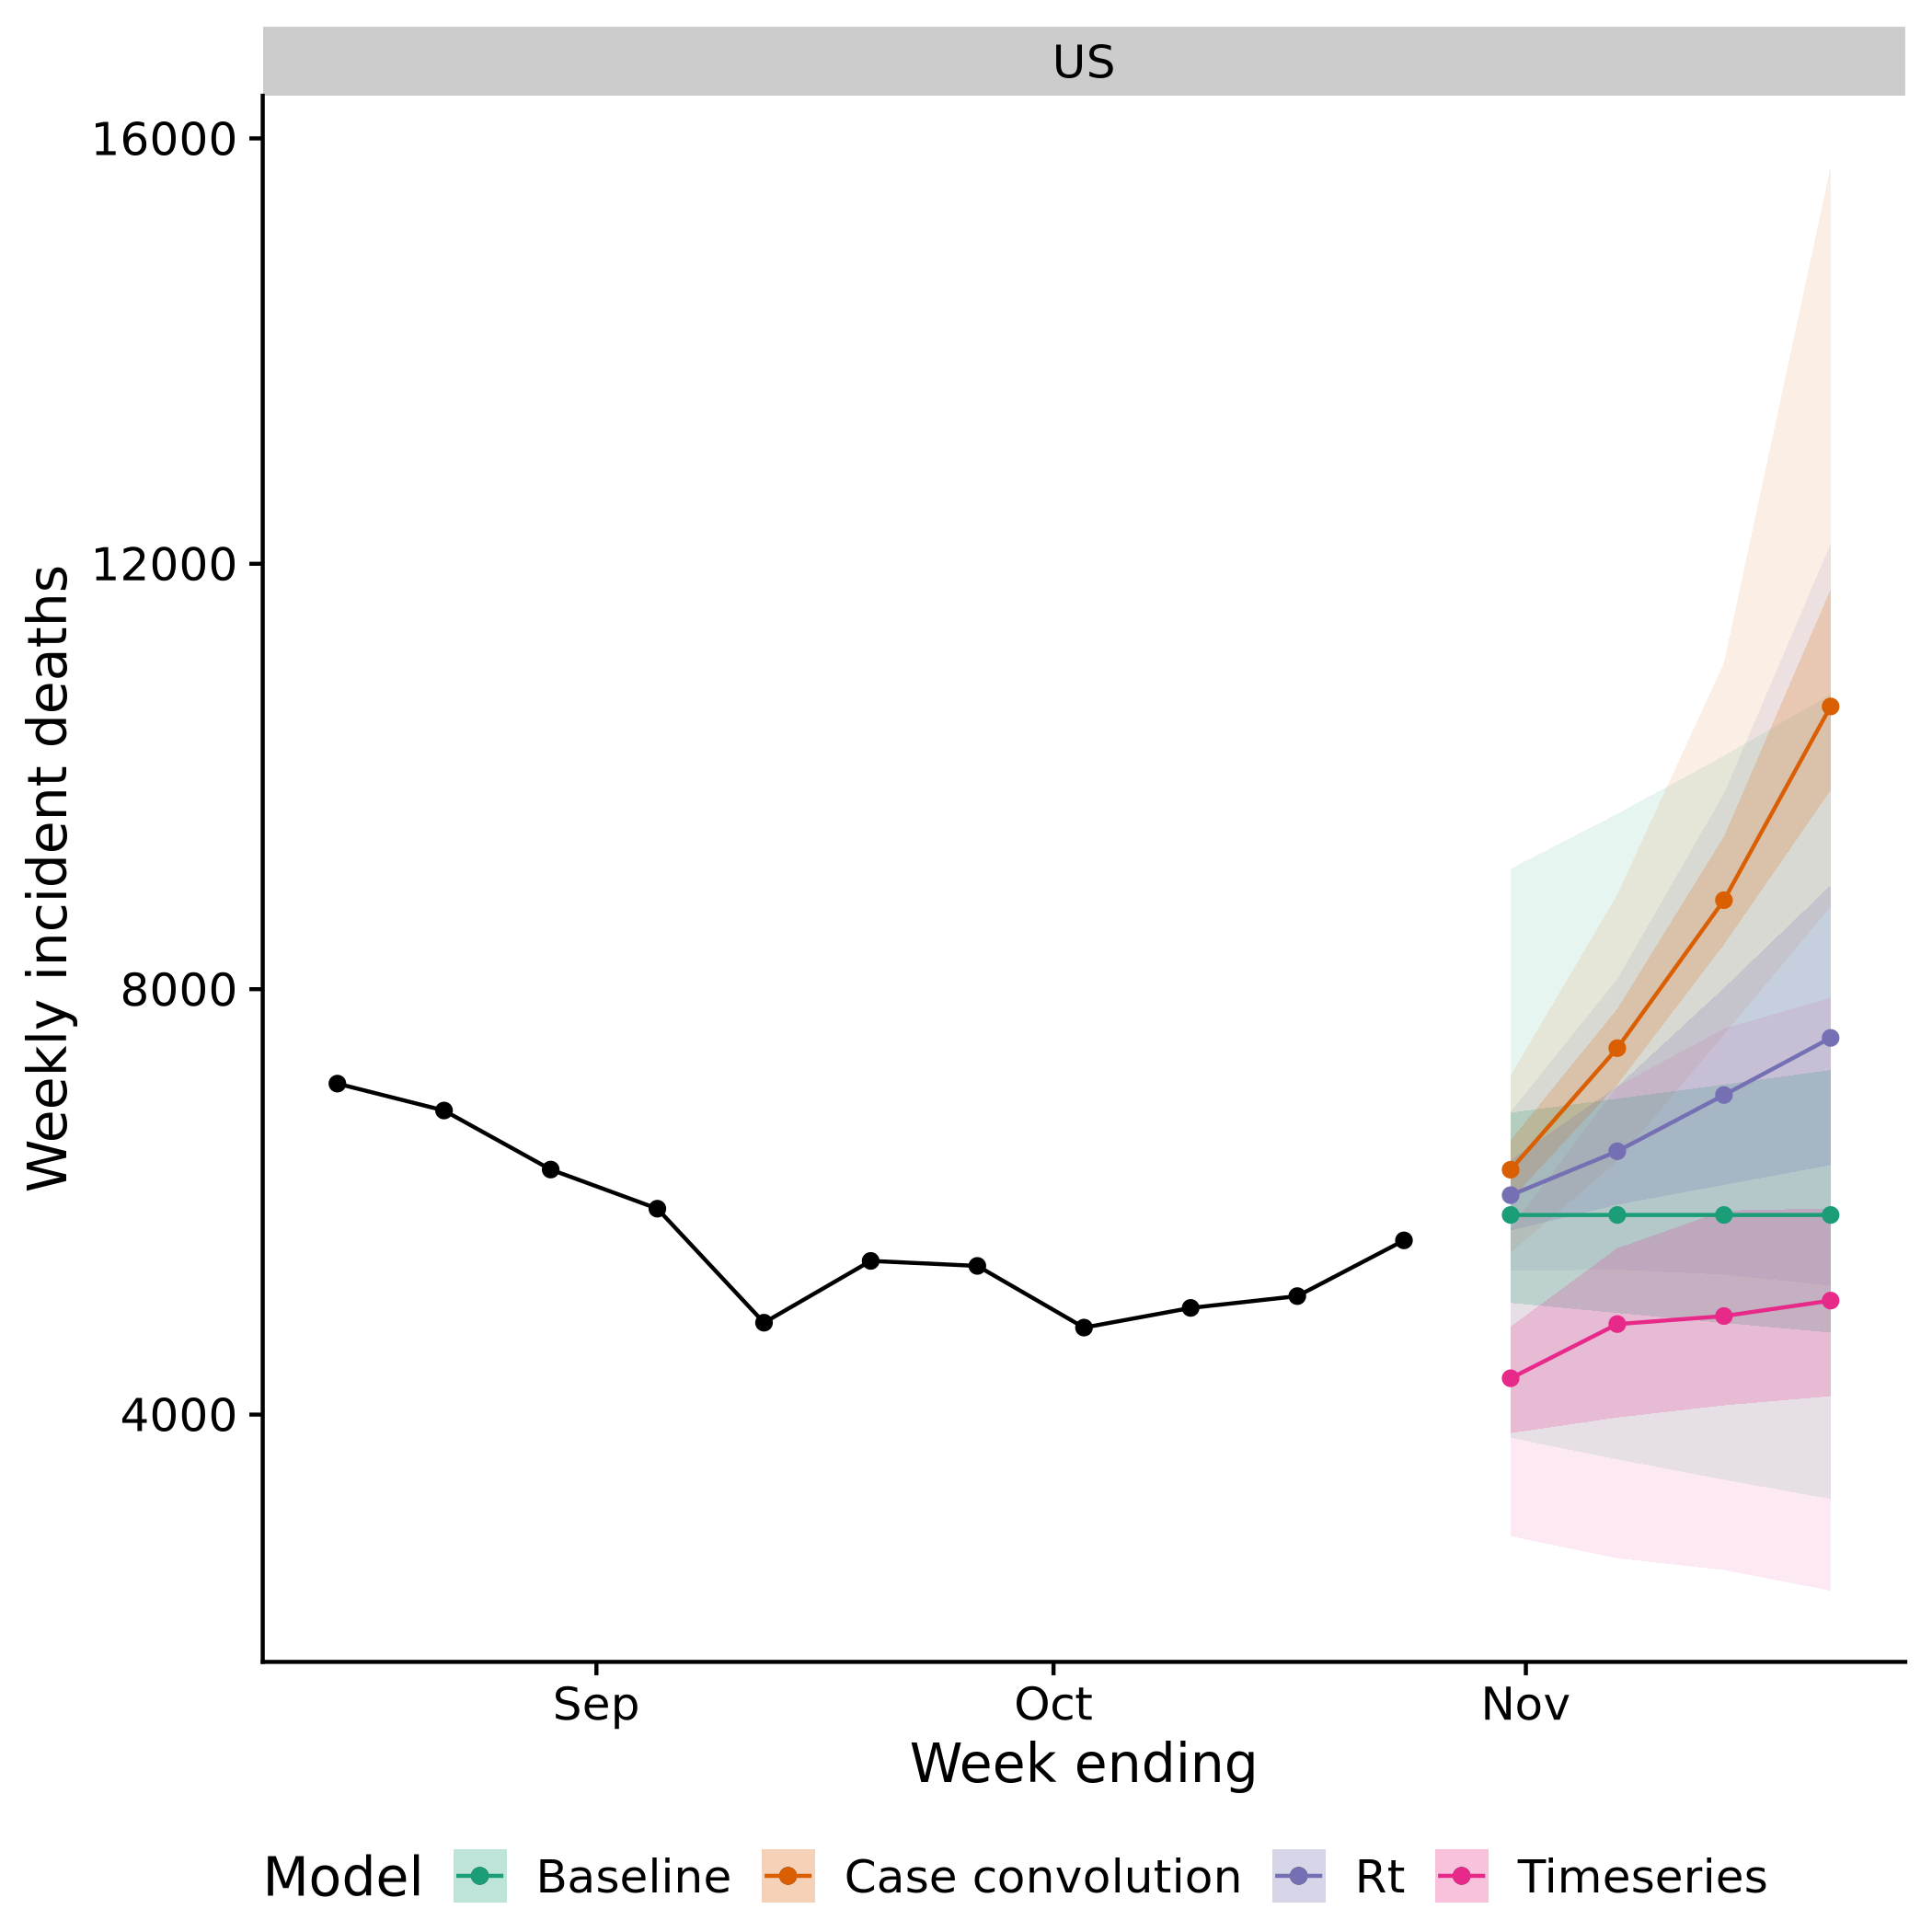 US
16000
12000
8000
4000
Weekly incident deaths
Sep Oct Nov
Week ending
Model Baseline Case convolution Rt Timeseries